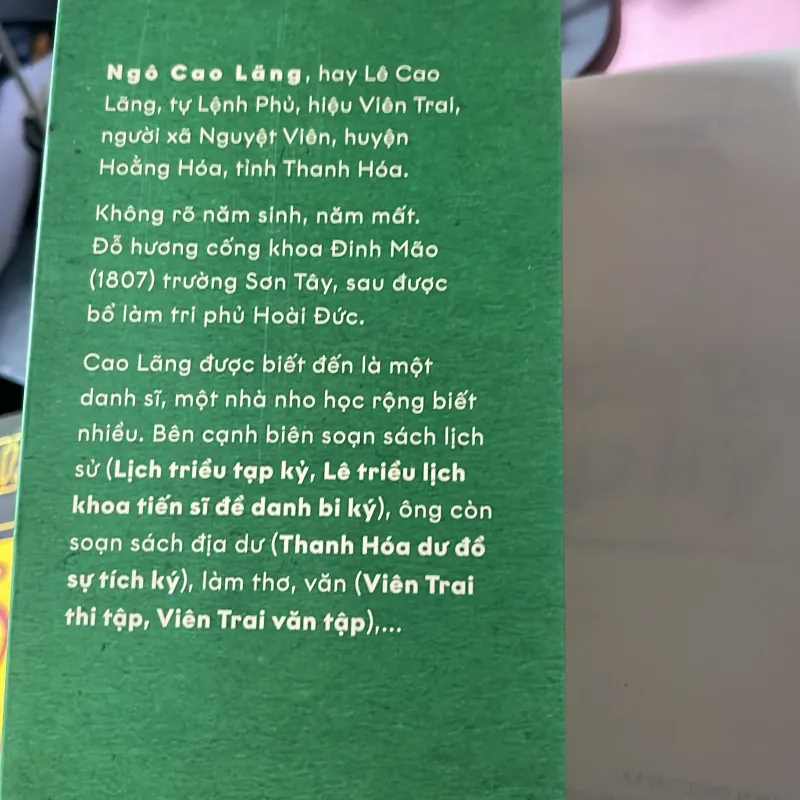 Ngô Cao Lãng, hay Lê Cao
Lãng, tự Lệnh Phủ, hiệu Viên Trai,
người xã Nguyệt Viên, huyện
Hoằng Hóa, tỉnh Thanh Hóa.
Không rõ năm sinh, năm mất.
Đỗ hương cống khoa Đinh Mão
(1807) trường Sơn Tây, sau được
bổ làm tri phủ Hoài Đức.
Cao Lãng được biết đến là một
danh sĩ, một nhà nho học rộng biết
nhiều. Bên cạnh biên soạn sách lịch
sử (Lịch triều tạp kỷ, Lê triều lịch
khoa tiến sĩ đề danh bi ký), ông còn
soạn sách địa dư (Thanh Hóa dư đồ
sự tích ký), làm thơ, văn (Viên Trai
thi tập, Viên Trai văn tập),...